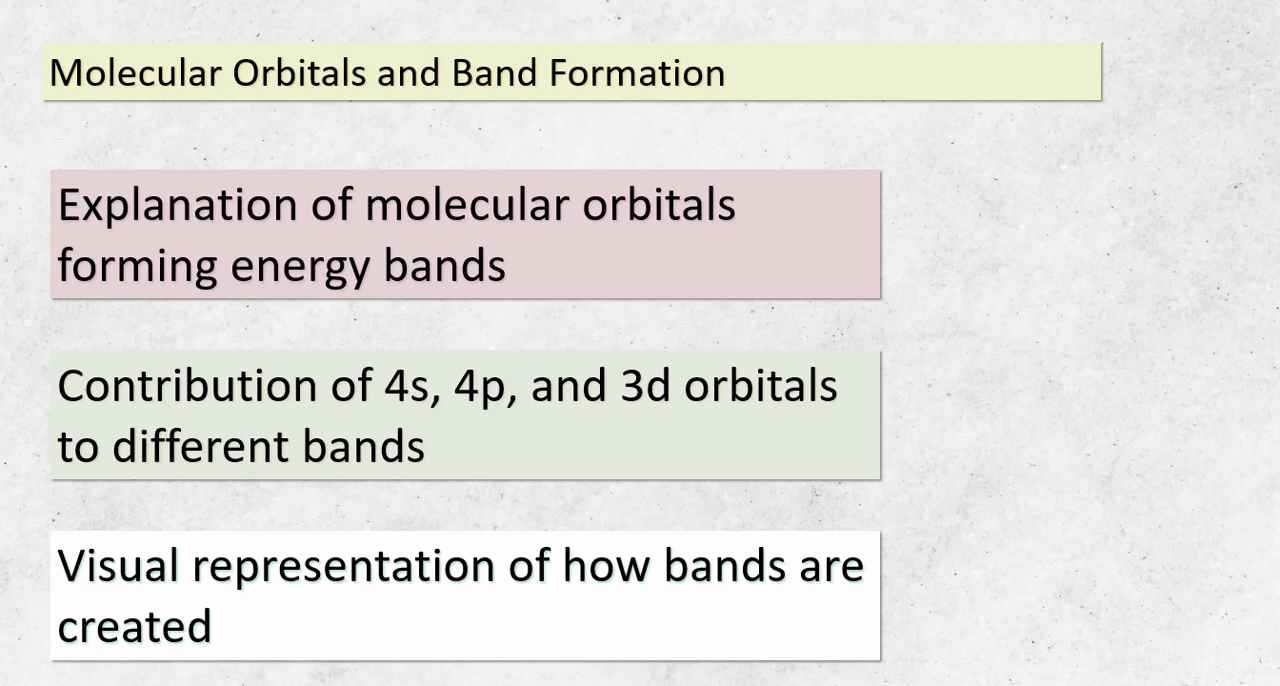 Molecular Orbitals and Band Formation
Explanation of molecular orbitals
forming energy bands
Contribution of 4s, 4p, and 3d orbitals
to different bands
Visual representation of how bands are
created